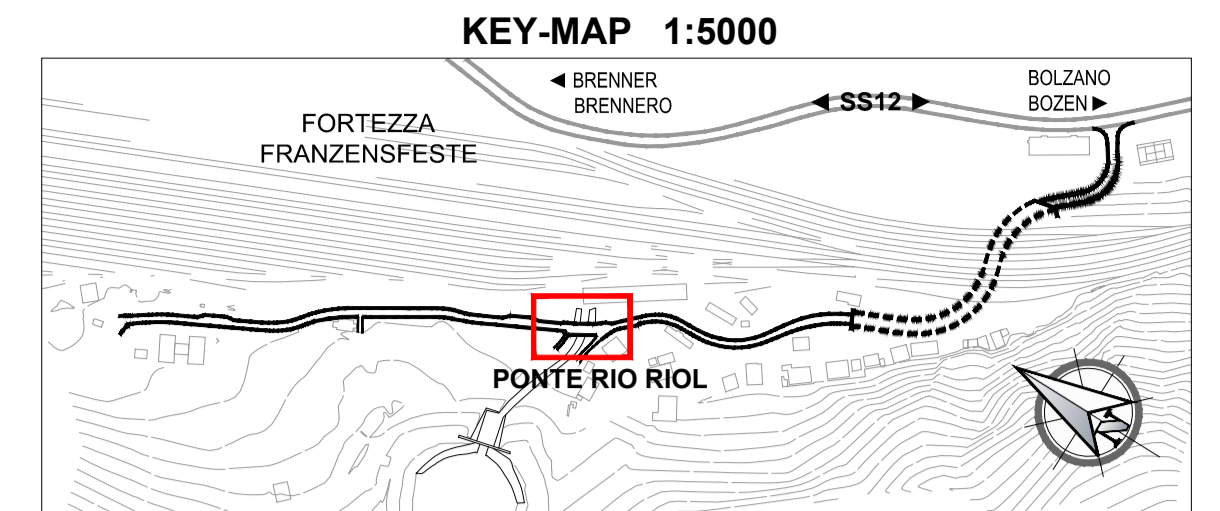 KEY-MAP 1:5000
◄ BRENNER
BRENNERO
BOLZANO
BOZEN ►
◄ SS12 ►
FORTEZZA
FRANZENSFESTE
PONTE RIO RIOL